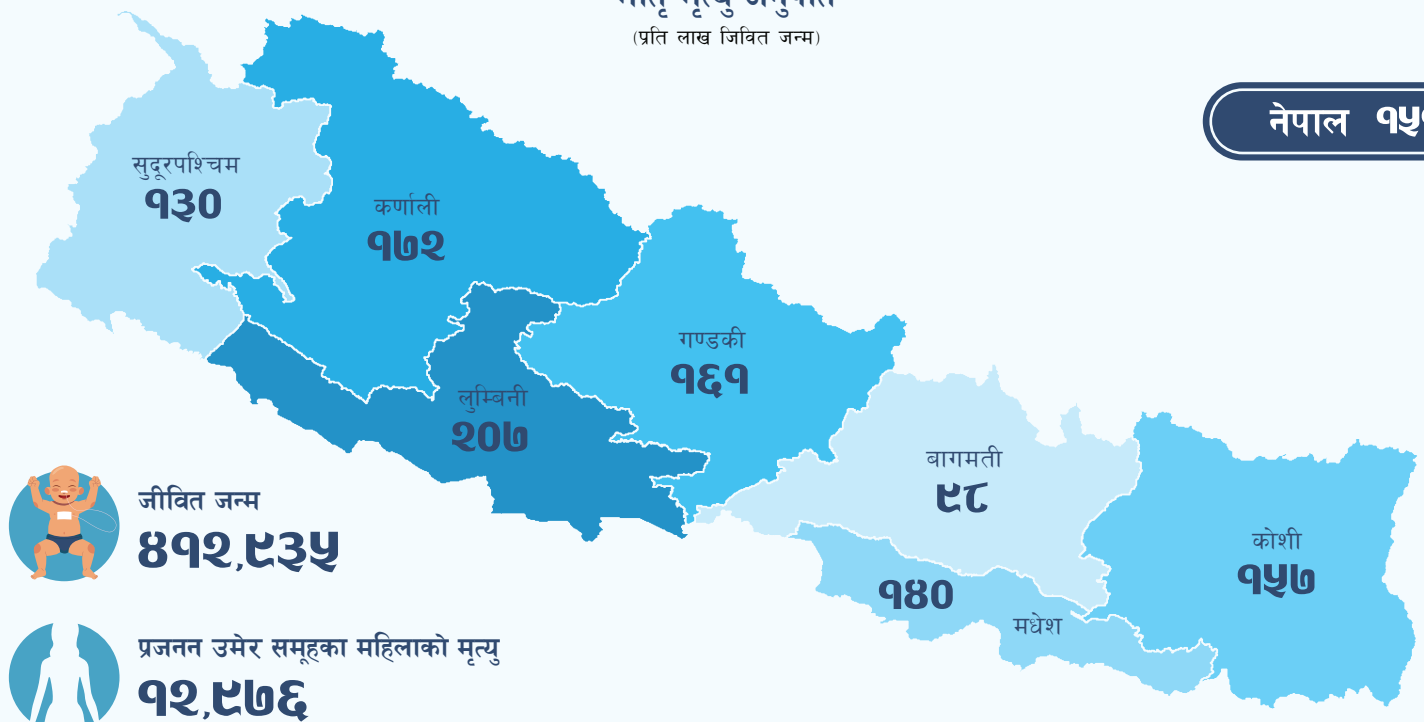 (प्रति लाख जिवित जन्म)
नेपाल
सुदूरपश्चिम
१३०
कर्णाली
१७२
गण्डकी
१६१
लुम्बिनी
२०७
बागमती
९८
जीवित जन्म
४१२,९३५
कोशी
१५७
१४०
मधेश
प्रजनन उमेर समूहका महिलाको मृत्यु
१२,९७६